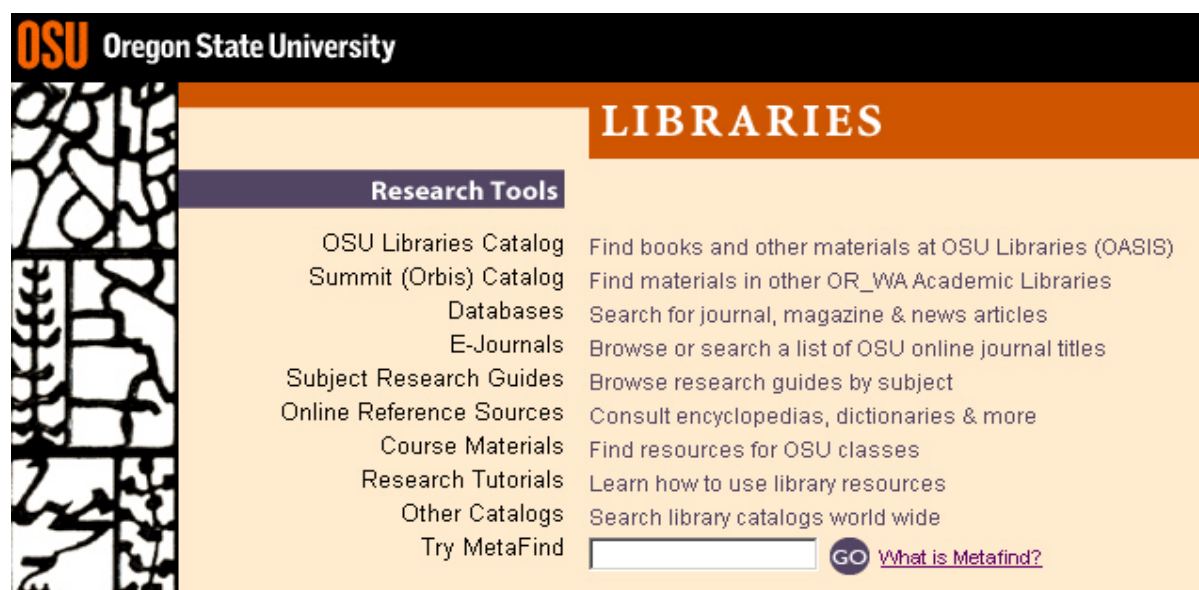 OSU Oregon State University
LIBRARIES
Research Tools
OSU Libraries Catalog Find books and other materials at OSU Libraries (OASIS)
Summit (Orbis) Catalog Find materials in other OR_WA Academic Libraries
Databases Search for journal, magazine & news articles
E-Journals Browse or search a list of OSU online journal titles
Subject Research Guides Browse research guides by subject
Online Reference Sources Consult encyclopedias, dictionaries & more
Course Materials Find resources for OSU classes
Research Tutorials Learn how to use library resources
Other Catalogs Search library catalogs world wide
Try MetaFind GO What is Metafind?